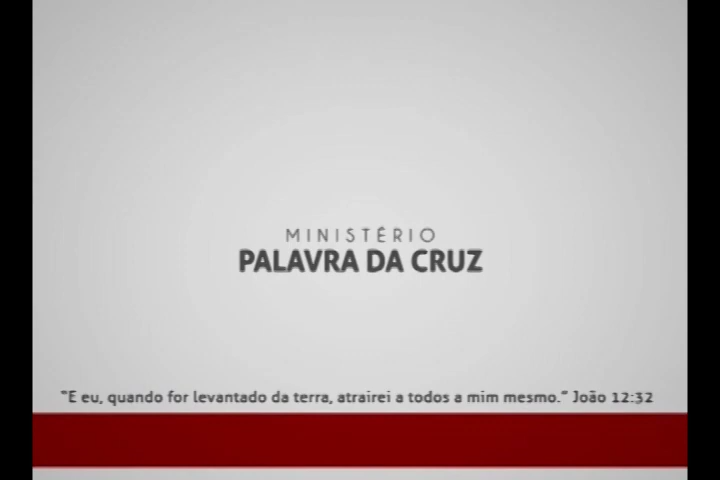 MINISTÉRIO
PALAVRA DA CRUZ
"E eu, quando for levantado da terra, atrairei a todos a mim mesmo." João 12:32